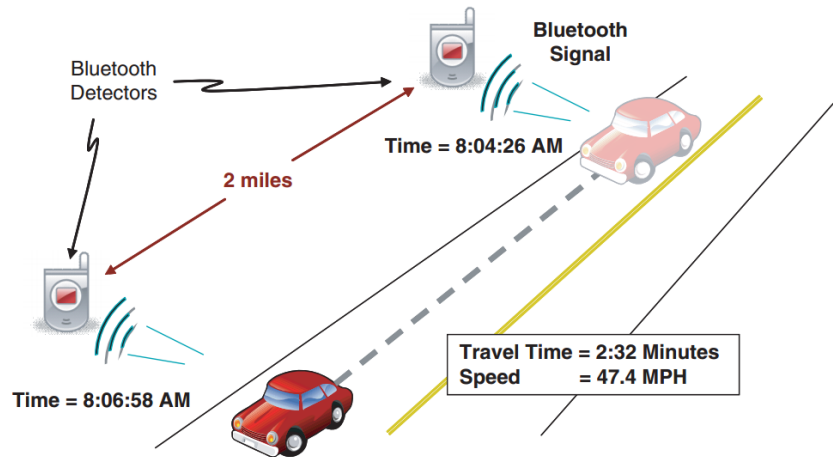 Bluetooth
Signal
Bluetooth
Detectors
Time = 8:04:26 AM
2 miles
Travel Time = 2:32 Minutes
Speed = 47.4 MPH
Time = 8:06:58 AM